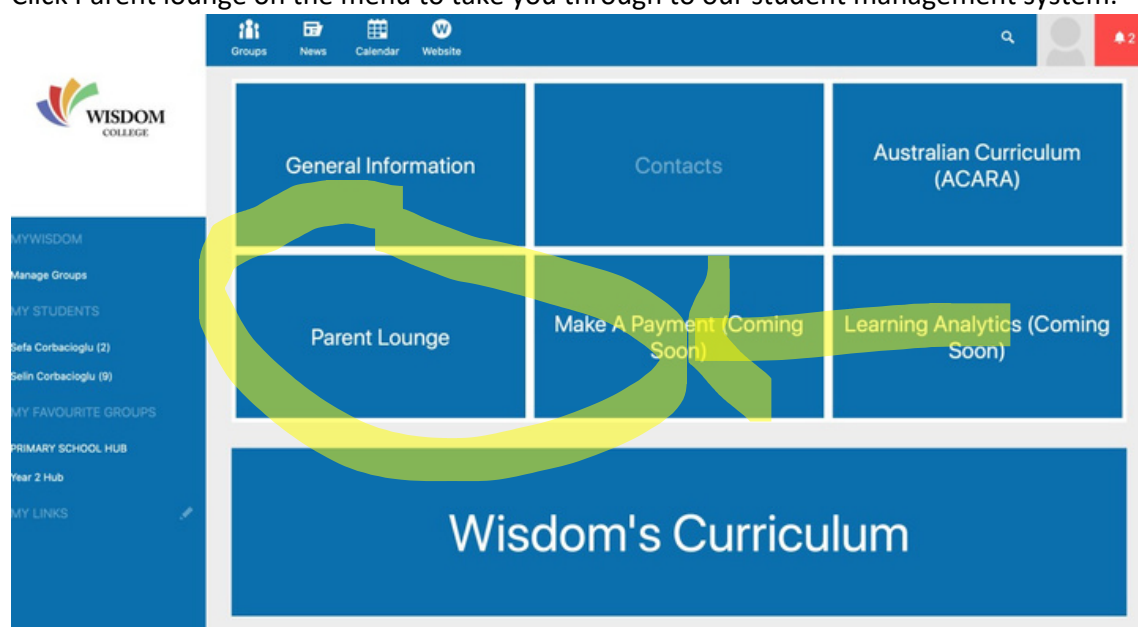 Click Parent lounge on the menu to take you through to our student management system.
Groups
News
Calendar
W
Website
2
WISDOM
COLLEGE
General Information
Contacts
Australian Curriculum
(ACARA)
MYWISDOM
Manage Groups
MY STUDENTS
Sefa Corbacioglu (2)
Selin Corbacioglu (9)
MY FAVOURITE GROUPS
PRIMARY SCHOOL HUB
Year 2 Hub
MY LINKS
Parent Lounge
Make A Payment (Coming
Soon)
Learning Analytics (Coming
Soon)
Wisdom's Curriculum